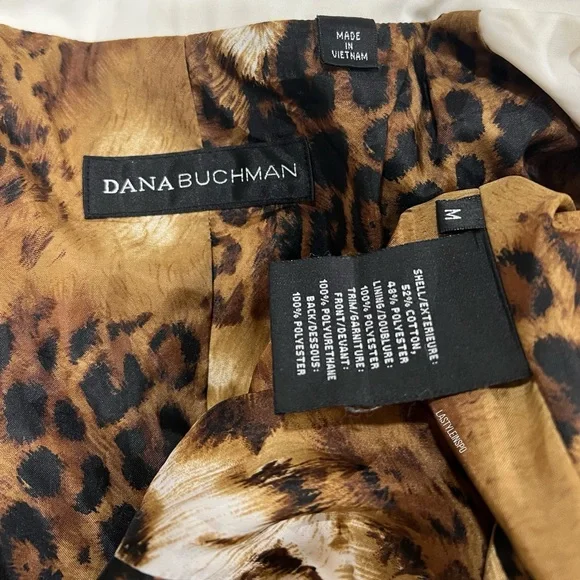 MADE
IN
VIETNAM
DANA BUCHMAN
M
SHELL/EXTERIEURE:
52% COTTON,
48% POLYESTER
LINING/DOUBLURE:
100% POLYESTER
TRIM/GARNITURE:
FRONT/DEVANT:
100% POLYURETHANE
BACK/DESSOUS:
100% POLYESTER
LASTYLEINSPO